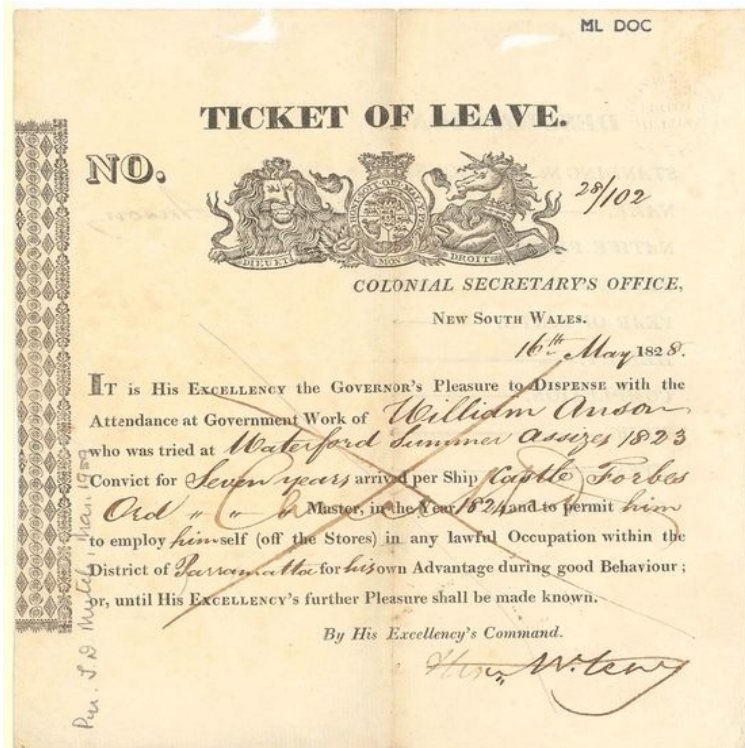 ML DOC
TICKET OF LEAVE.
NO.
28/102
DIEU ET MON DROIT
COLONIAL SECRETARY'S OFFICE,
NEW SOUTH WALES.
16th May 1828.
IT is His EXCELLENCY the GOVERNOR'S Pleasure to DISPENSE with the
Attendance at Government Work of William Anson
who was tried at Waterford Summer Assizes 1823
Convict for Seven years arrived per Ship Castle Forbes
Ord " " " Master, in the Year 1824 and to permit him
to employ himself (off the Stores) in any lawful Occupation within the
District of Parramatta for his own Advantage during good Behaviour ;
or, until His EXCELLENCY's further Pleasure shall be made known.
By His Excellency's Command.